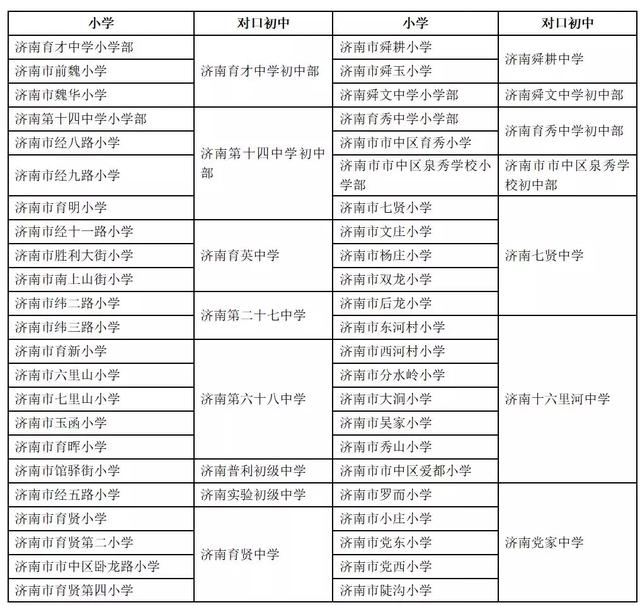 小学 对口初中 小学 对口初中
济南育才中学小学部 济南市舜耕小学
济南市前魏小学 济南育才中学初中部 济南市舜玉小学 济南舜耕中学
济南市魏华小学 济南舜文中学小学部 济南舜文中学初中部
济南第十四中学小学部 济南育秀中学小学部
济南市经八路小学 济南市市中区育秀小学 济南育秀中学初中部
济南市经九路小学 济南第十四中学初中
部 济南市市中区泉秀学校小
学部 济南市市中区泉秀学
校初中部
济南市育明小学 济南市七贤小学
济南市经十一路小学 济南市文庄小学
济南市胜利大街小学 济南育英中学 济南市杨庄小学 济南七贤中学
济南市南上山街小学 济南市双龙小学
济南市纬二路小学 济南第二十七中学 济南市后龙小学
济南市纬三路小学 济南市东河村小学
济南市育新小学 济南市西河村小学
济南市六里山小学 济南市分水岭小学
济南市七里山小学 济南第六十八中学 济南市大涧小学 济南十六里河中学
济南市玉函小学 济南市吴家小学
济南市育晖小学 济南市秀山小学
济南市馆驿街小学 济南普利初级中学 济南市市中区爱都小学
济南市经五路小学 济南实验初级中学 济南市罗而小学
济南市育贤小学 济南市小庄小学
济南市育贤第二小学 济南育贤中学 济南市党东小学 济南党家中学
济南市市中区卧龙路小学 济南市党西小学
济南市育贤第四小学 济南市陡沟小学